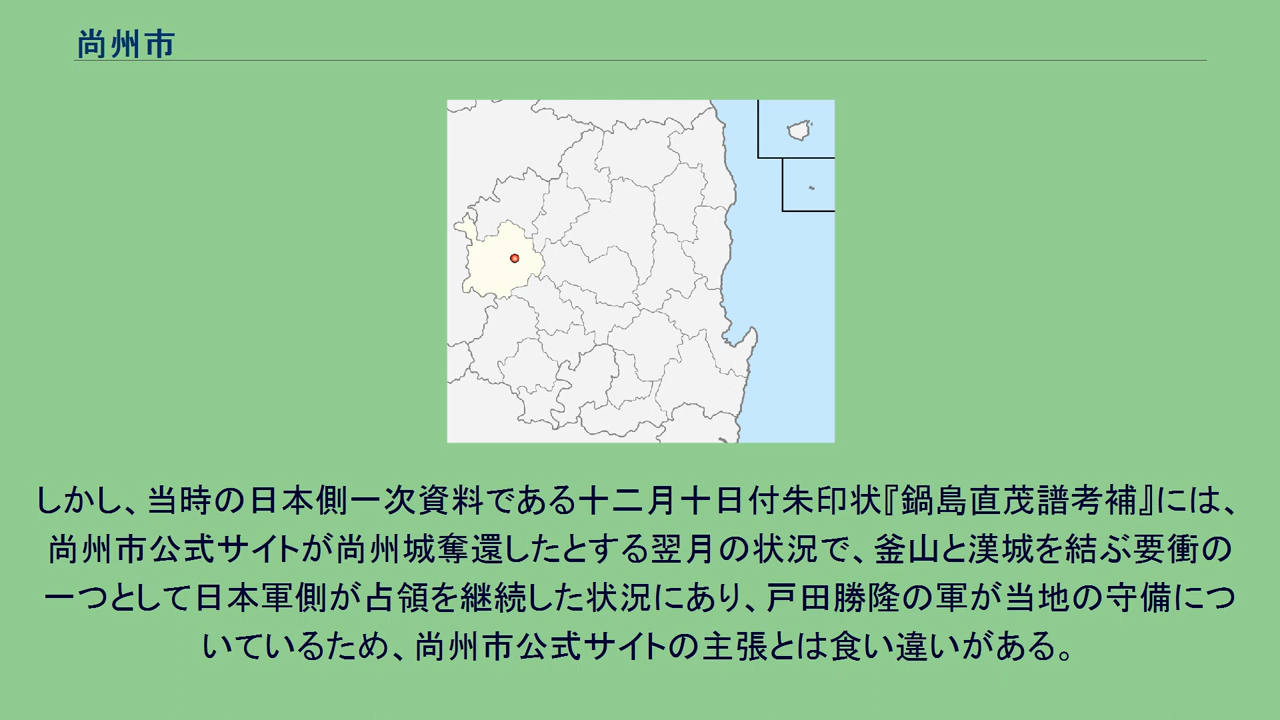 尚州市
しかし、当時の日本側一次資料である十二月十日付朱印状『鍋島直茂譜考補』には、
尚州市公式サイトが尚州城奪還したとする翌月の状況で、釜山と漢城を結ぶ要衝の
一つとして日本軍側が占領を継続した状況にあり、戸田勝隆の軍が当地の守備につ
いているため、尚州市公式サイトの主張とは食い違いがある。